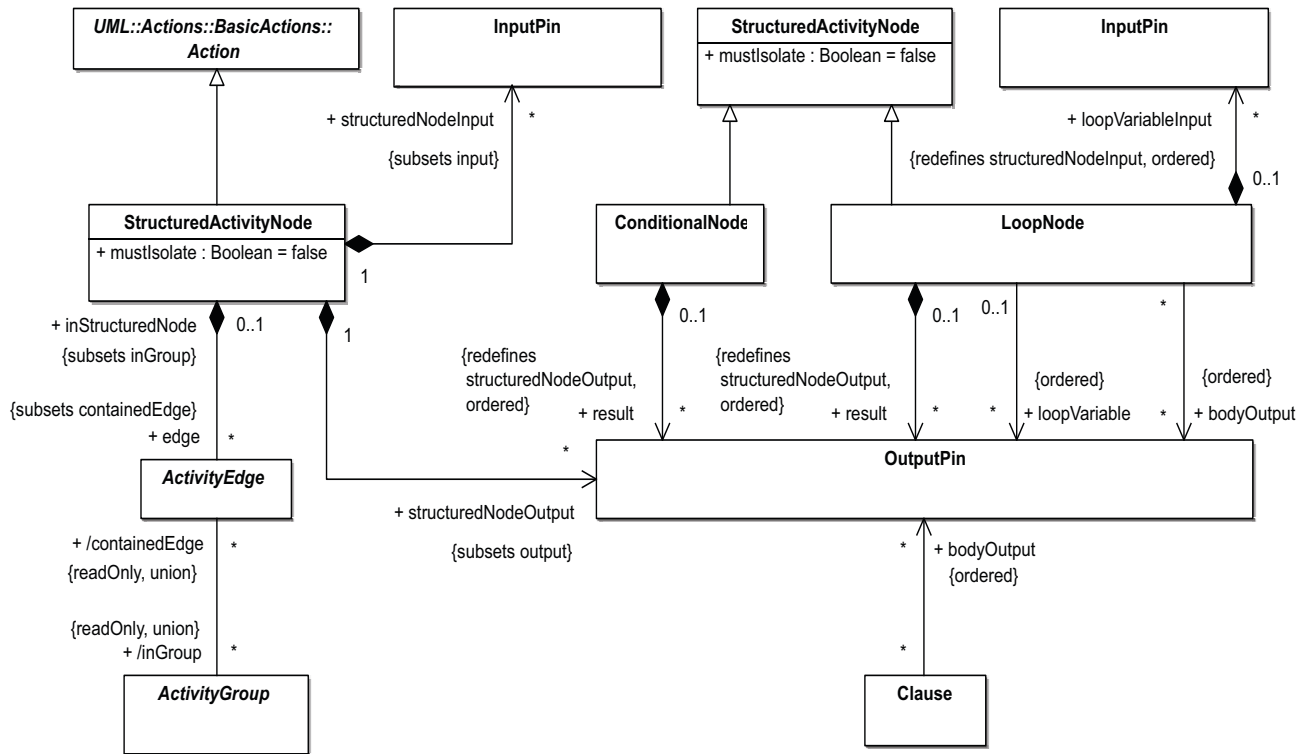 UML::Actions::BasicActions::
Action
InputPin
StructuredActivityNode
+ mustIsolate : Boolean = false
InputPin
+ structuredNodeInput
*
{subsets input}
+ loopVariableInput
*
{redefines structuredNodeInput, ordered}
0..1
StructuredActivityNode
+ mustIsolate : Boolean = false
1
ConditionalNode
LoopNode
+ inStructuredNode
0..1
{subsets inGroup}
1
0..1
0..1
0..1
*
{redefines
structuredNodeOutput,
ordered}
+ result
*
{redefines
structuredNodeOutput,
ordered}
+ result
*
{ordered}
*
+ loopVariable
{ordered}
*
+ bodyOutput
{subsets containedEdge}
+ edge
*
*
OutputPin
ActivityEdge
+ structuredNodeOutput
{subsets output}
+ /containedEdge
*
{readOnly, union}
*
+ bodyOutput
{ordered}
{readOnly, union}
+ /inGroup
*
*
ActivityGroup
Clause